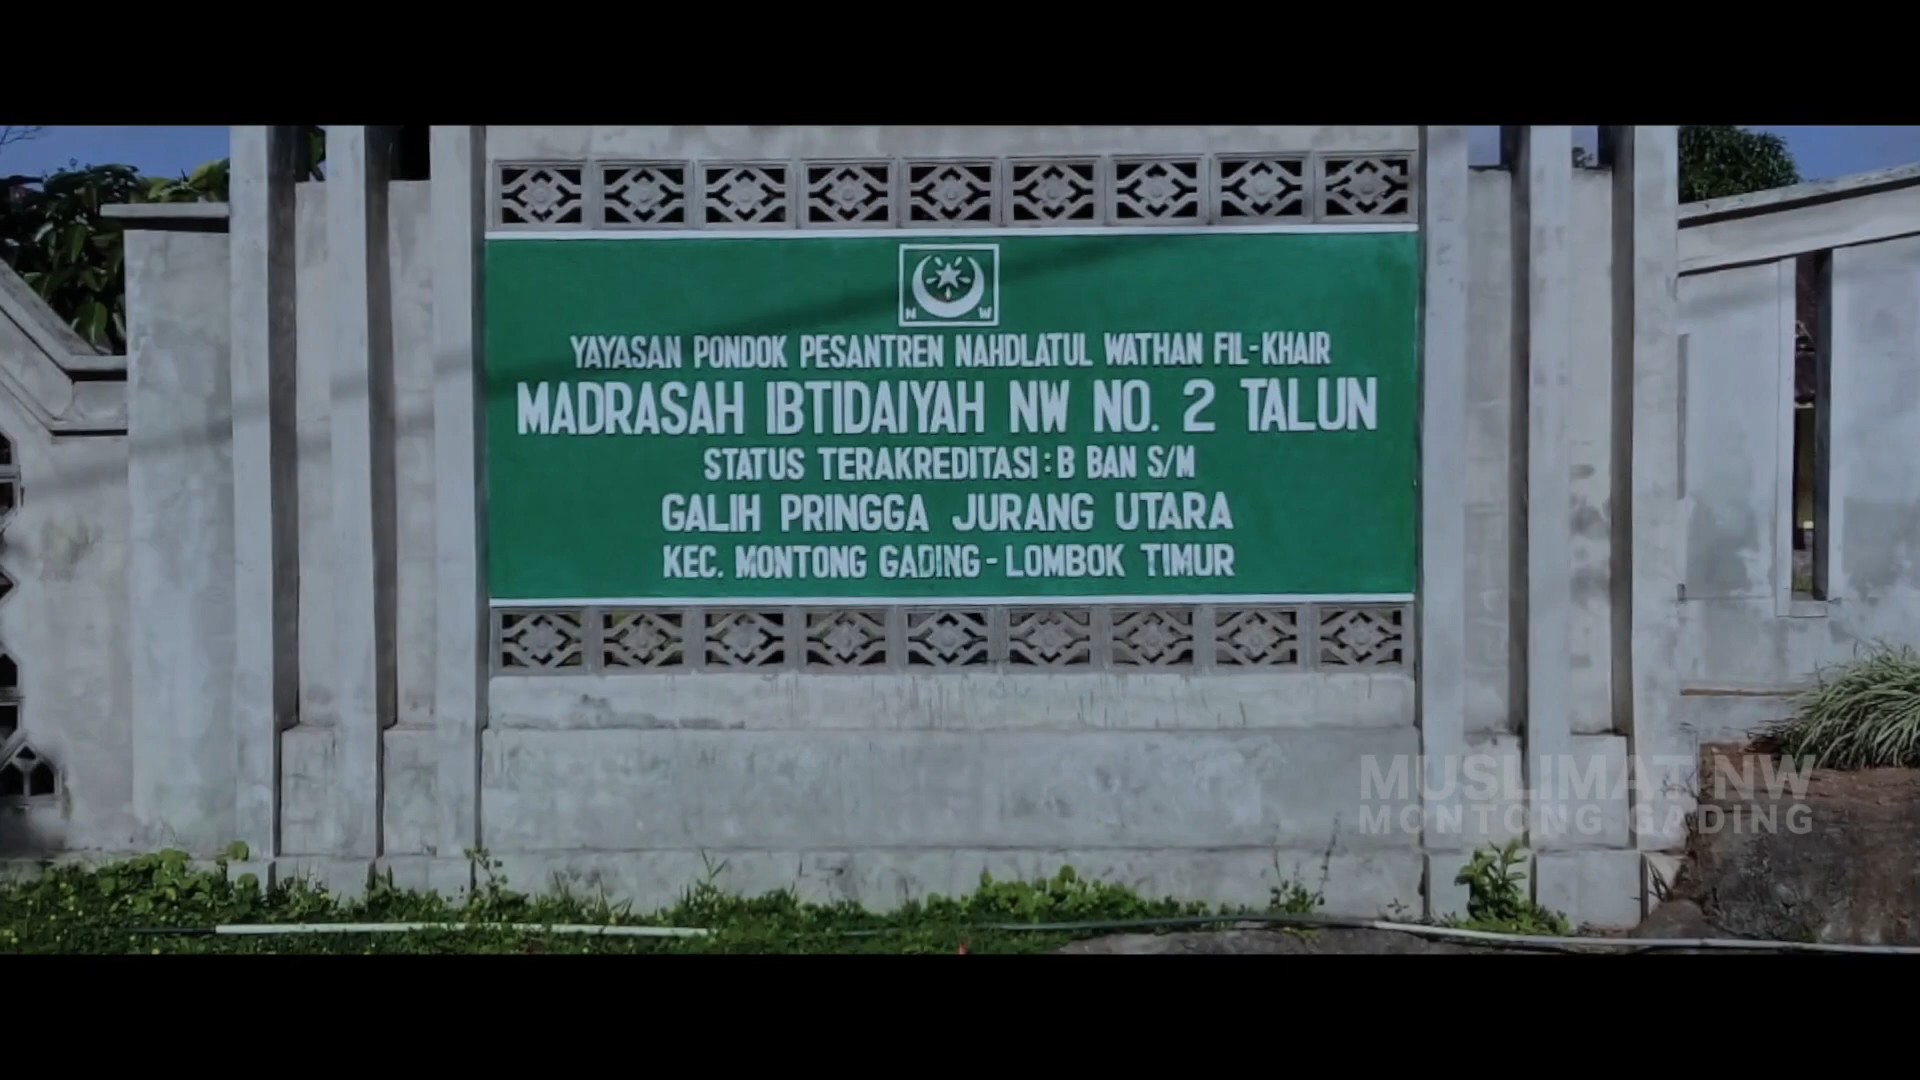 N W
YAYASAN PONDOK PESANTREN NAHDLATUL WATHAN FIL-KHAIR
MADRASAH IBTIDAIYAH NW NO. 2 TALUN
STATUS TERAKREDITASI : B BAN S/M
GALIH PRINGGA JURANG UTARA
KEC. MONTONG GADING - LOMBOK TIMUR
MUSLIMAT NW
MONTONG GADING